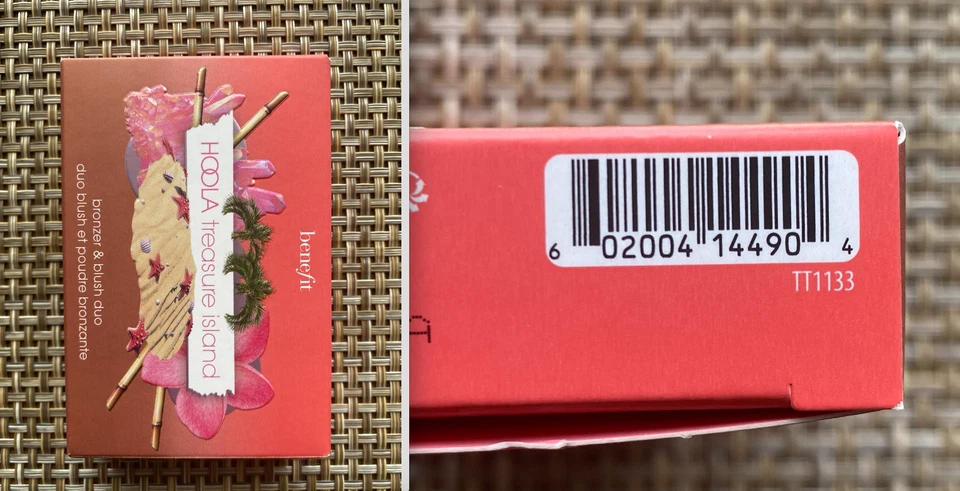 benefit
HOOLA treasure island
bronzer & blush duo
duo blush et poudre bronzante
6 02004 14490 4
TT1133